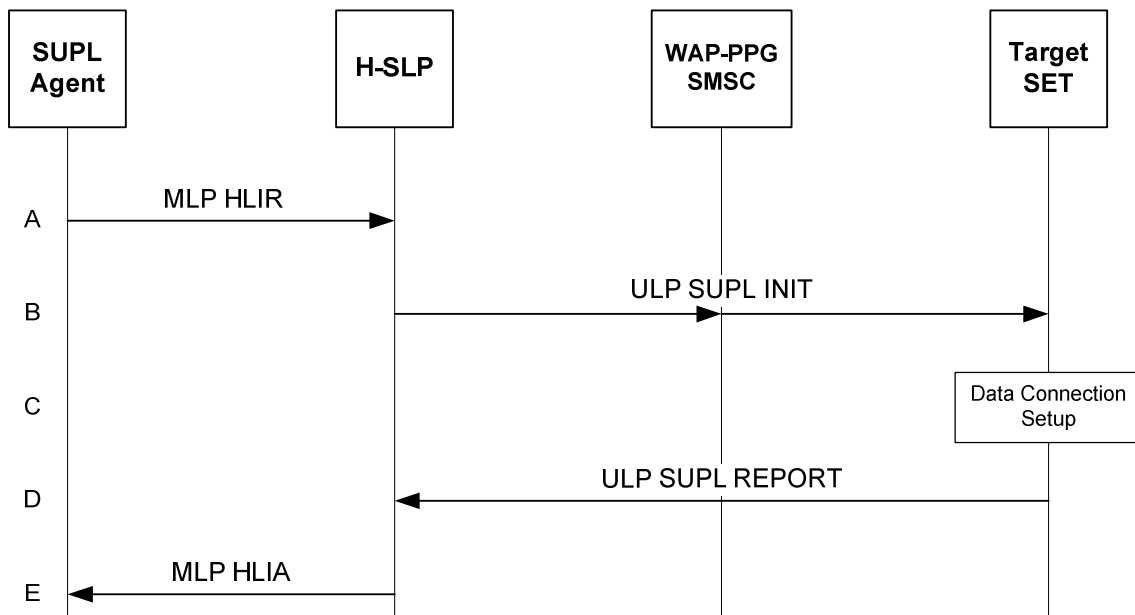 SUPL
Agent
H-SLP
WAP-PPG
SMSC
Target
SET
A
MLP HLIR
B
ULP SUPL INIT
C
Data Connection
Setup
D
ULP SUPL REPORT
E
MLP HLIA